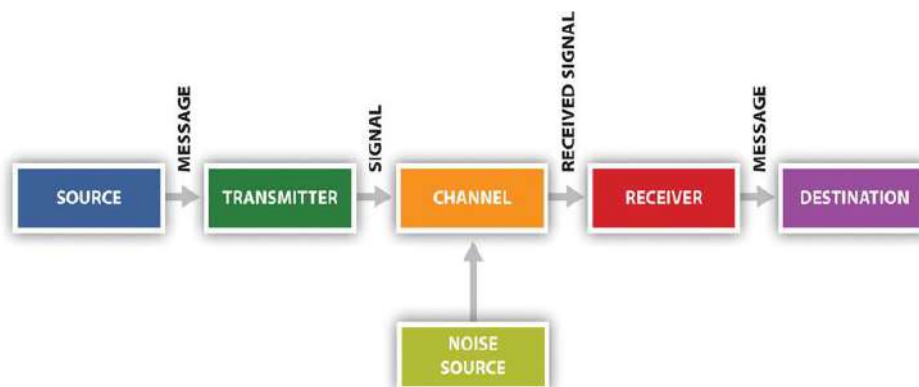 MESSAGE
SIGNAL
RECEIVED SIGNAL
MESSAGE
SOURCE
TRANSMITTER
CHANNEL
RECEIVER
DESTINATION
NOISE
SOURCE